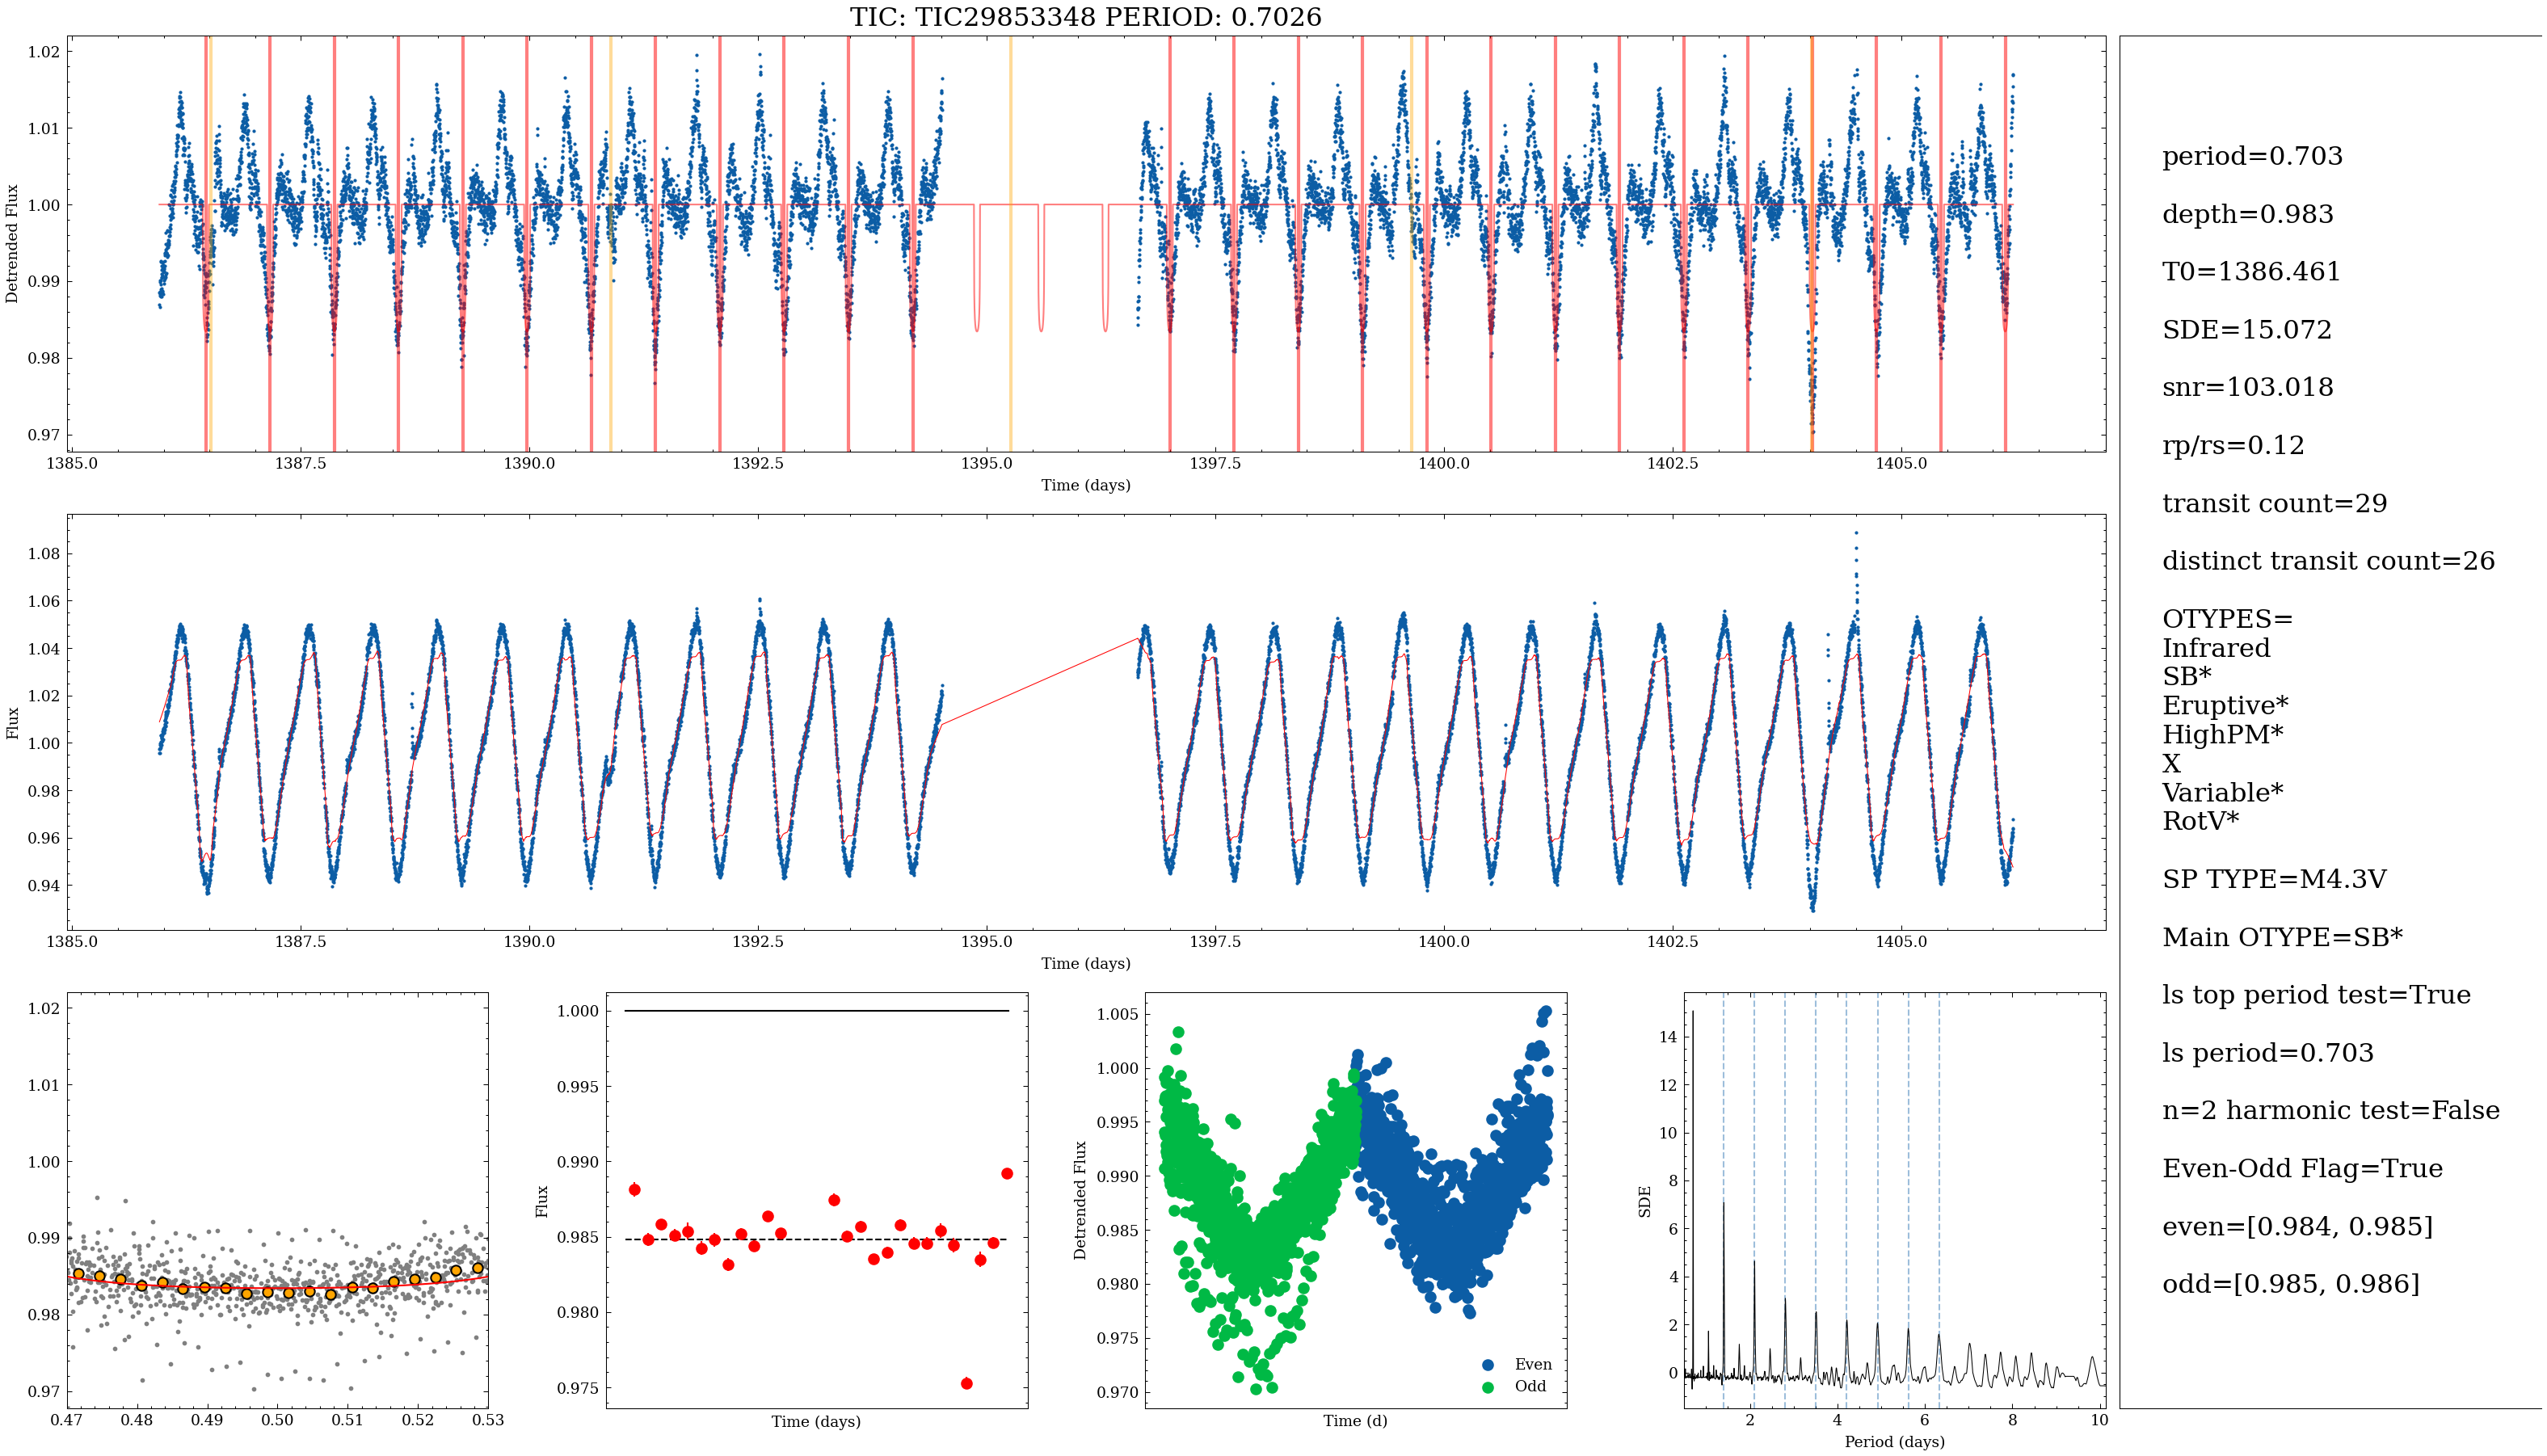 TIC: TIC29853348 PERIOD: 0.7026
1.02
1.01
1.00
0.99
0.98
0.97
Detrended Flux
1385.0 1387.5 1390.0 1392.5 1395.0 1397.5 1400.0 1402.5 1405.0
Time (days)
1.08
1.06
1.04
1.02
1.00
0.98
0.96
0.94
Flux
1385.0 1387.5 1390.0 1392.5 1395.0 1397.5 1400.0 1402.5 1405.0
Time (days)
1.02
1.01
1.00
0.99
0.98
0.97
0.47 0.48 0.49 0.50 0.51 0.52 0.53
1.000
0.995
0.990
0.985
0.980
0.975
Flux
Time (days)
1.005
1.000
0.995
0.990
0.985
0.980
0.975
0.970
Detrended Flux
Even
Odd
Time (d)
14
12
10
8
6
4
2
0
SDE
2 4 6 8 10
Period (days)
period=0.703
depth=0.983
T0=1386.461
SDE=15.072
snr=103.018
rp/rs=0.12
transit count=29
distinct transit count=26
OTYPES=
Infrared
SB*
Eruptive*
HighPM*
X
Variable*
RotV*
SP TYPE=M4.3V
Main OTYPE=SB*
ls top period test=True
ls period=0.703
n=2 harmonic test=False
Even-Odd Flag=True
even=[0.984, 0.985]
odd=[0.985, 0.986]